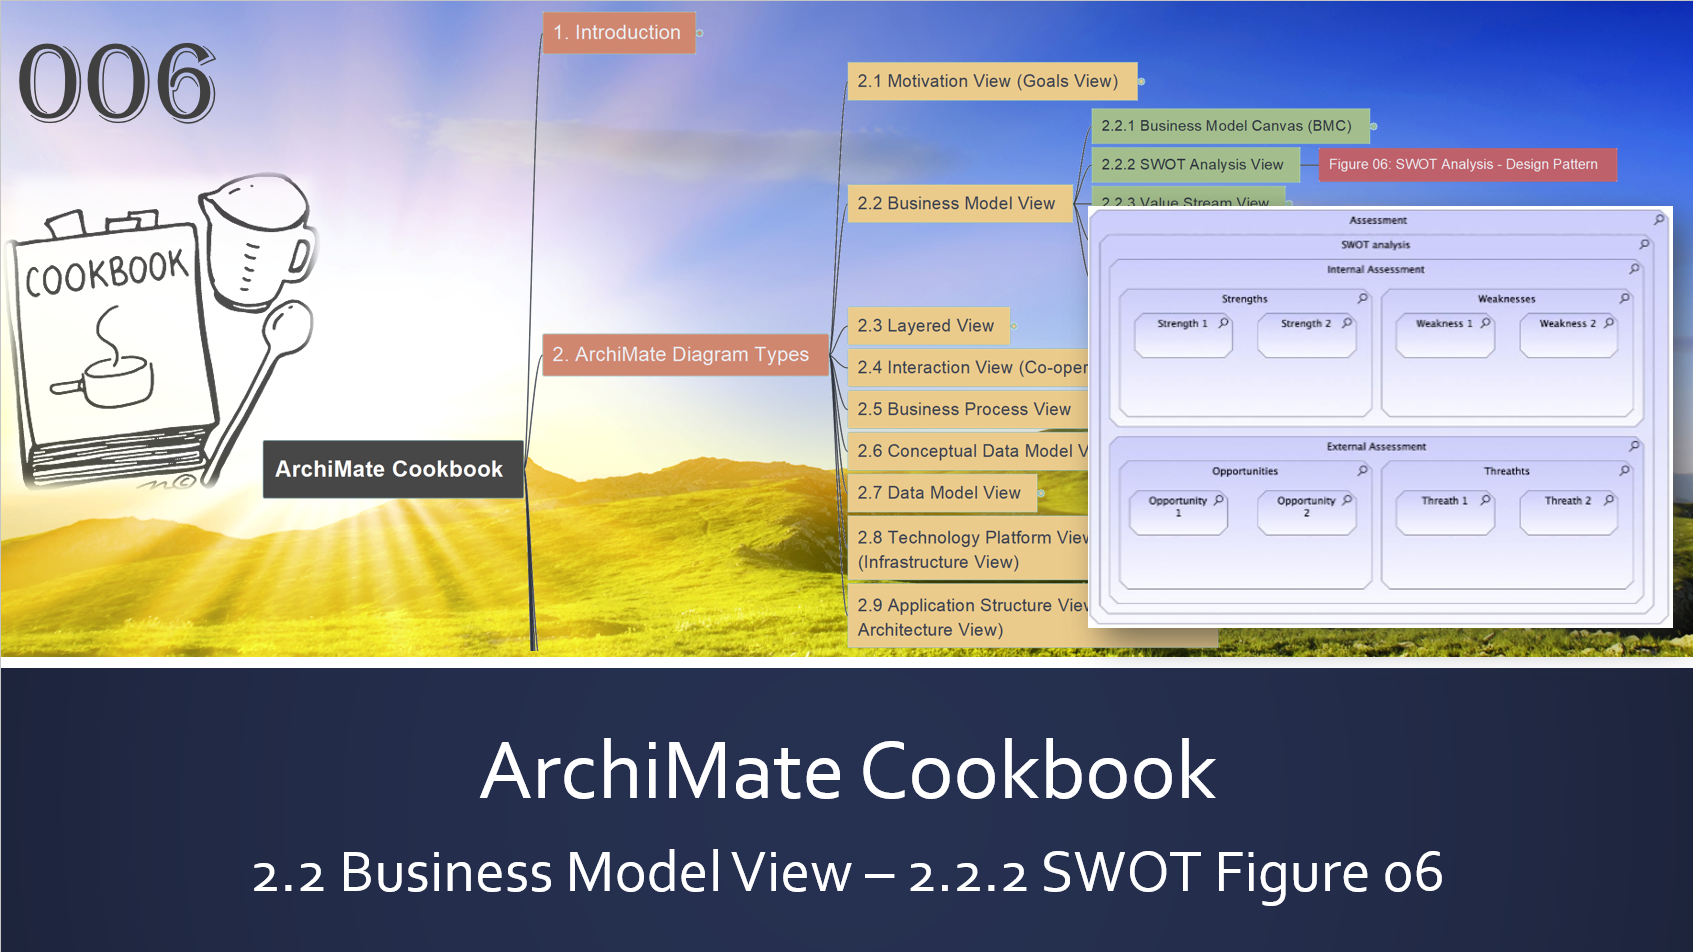 006
COOKBOOK
ArchiMate Cookbook
1. Introduction
2. ArchiMate Diagram Types
2.1 Motivation View (Goals View)
2.2 Business Model View
2.2.1 Business Model Canvas (BMC)
2.2.2 SWOT Analysis View
Figure 06: SWOT Analysis - Design Pattern
2.2.3 Value Stream View
2.3 Layered View
2.4 Interaction View (Co-oper
2.5 Business Process View
2.6 Conceptual Data Model V
2.7 Data Model View
2.8 Technology Platform View
(Infrastructure View)
2.9 Application Structure View
Architecture View)
Assessment
SWOT analysis
Internal Assessment
Strengths
Strength 1
Strength 2
Weaknesses
Weakness 1
Weakness 2
External Assessment
Opportunities
Opportunity
1
Opportunity
2
Threathts
Threath 1
Threath 2
ArchiMate Cookbook
2.2 Business Model View – 2.2.2 SWOT Figure 06